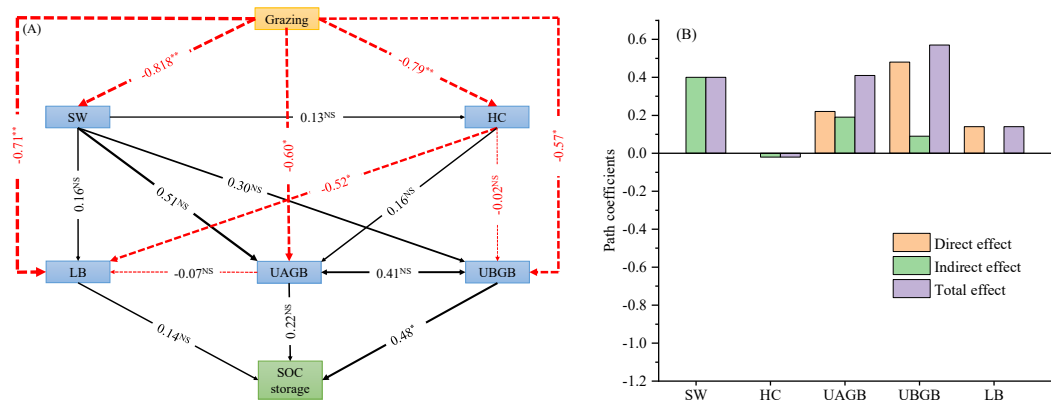 (A)
Grazing
-0.818**
-0.79**
SW
0.13NS
HC
-0.71**
-0.60*
-0.57*
-0.52*
0.16NS
0.51NS
0.30NS
0.16NS
-0.02NS
LB
-0.07NS
UAGB
0.41NS
UBGB
0.14NS
0.22NS
0.48*
SOC
storage
(B)
Path coefficients
0.6
0.4
0.2
0.0
-0.2
-0.4
-0.6
-0.8
-1.0
-1.2
Direct effect
Indirect effect
Total effect
SW
HC
UAGB
UBGB
LB